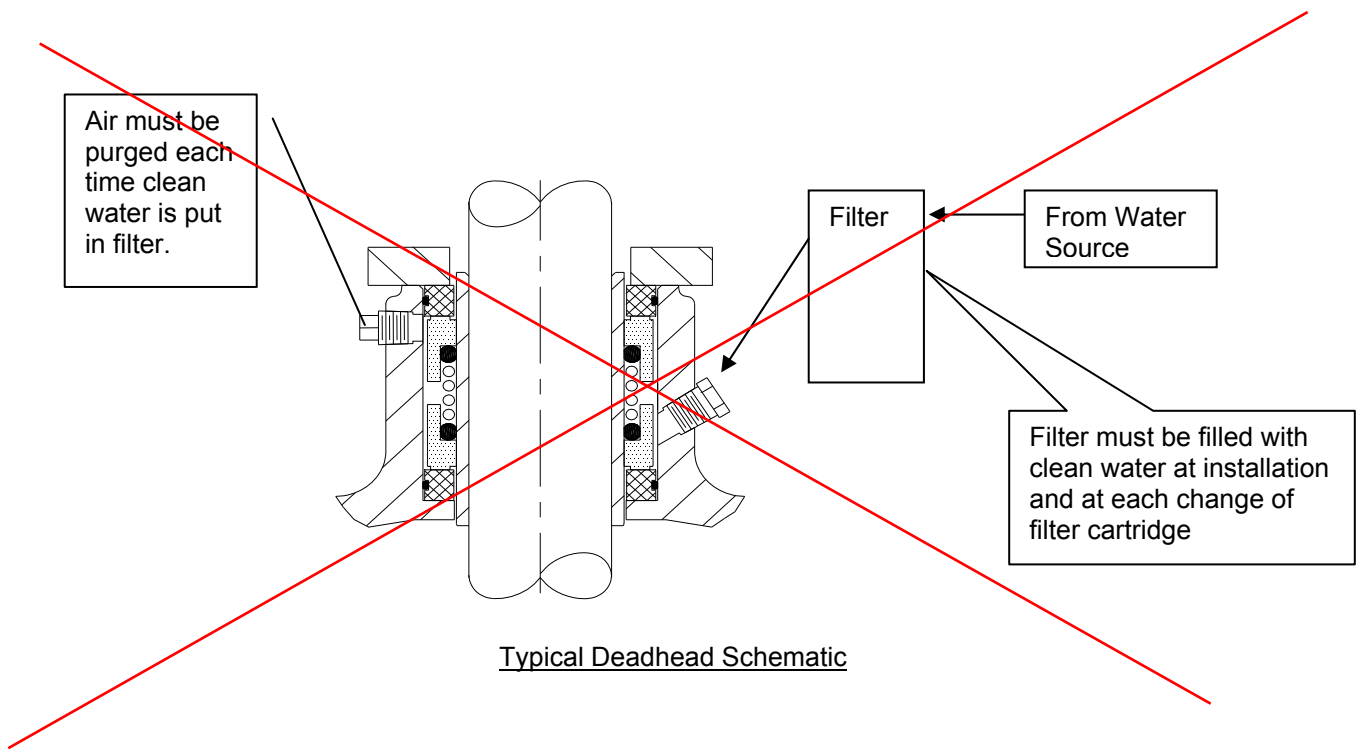 Air must be
purged each
time clean
water is put
in filter.
Filter
From Water
Source
Filter must be filled with
clean water at installation
and at each change of
filter cartridge
Typical Deadhead Schematic